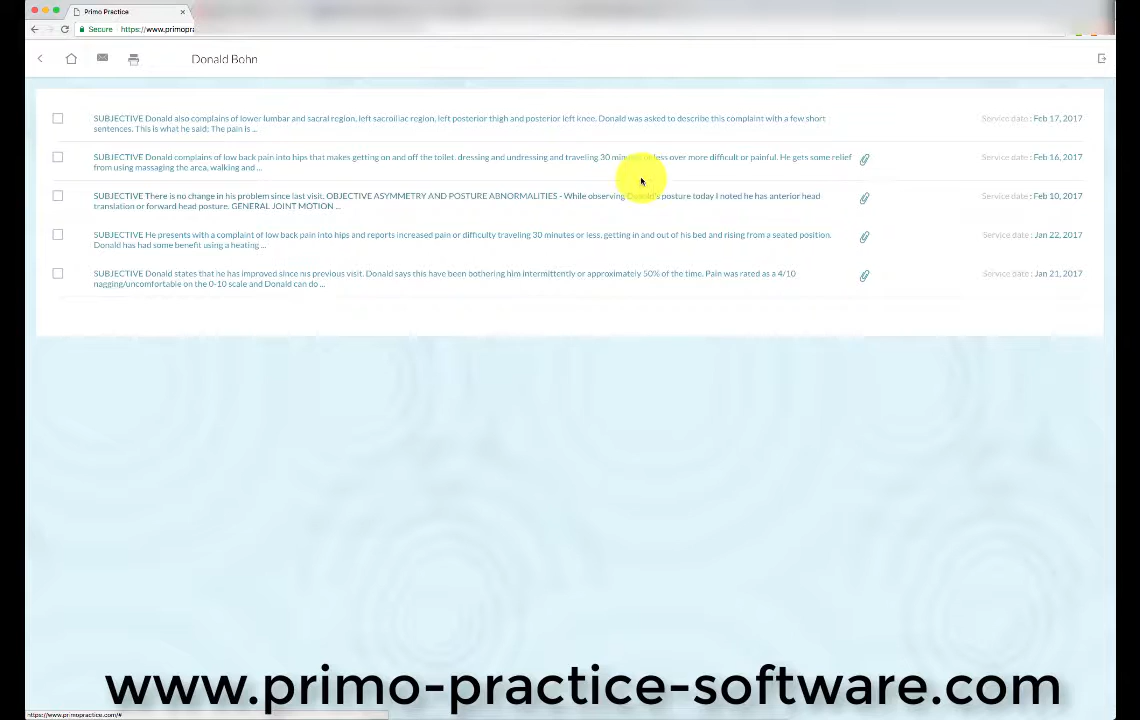 Primo Practice
Secure
https://www.primopra
Donald Bohn
SUBJECTIVE Donald also complains of lower lumbar and sacral region, left sacroiliac region, left posterior thigh and posterior left knee. Donald was asked to describe this complaint with a few short
sentences. This is what he said; The pain is ...
Service date : Feb 17, 2017
SUBJECTIVE Donald complains of low back pain into hips that makes getting on and off the toilet, dressing and undressing and traveling 30 minutes or less over more difficult or painful. He gets some relief
from using massaging the area, walking and ...
Service date : Feb 16, 2017
SUBJECTIVE There is no change in his problem since last visit. OBJECTIVE ASYMMETRY AND POSTURE ABNORMALITIES - While observing Donald's posture today I noted he has anterior head
translation or forward head posture. GENERAL JOINT MOTION ...
Service date : Feb 10, 2017
SUBJECTIVE He presents with a complaint of low back pain into hips and reports increased pain or difficulty traveling 30 minutes or less, getting in and out of his bed and rising from a seated position.
Donald has had some benefit using a heating ...
Service date : Jan 22, 2017
SUBJECTIVE Donald states that he has improved since his previous visit. Donald says this have been bothering him intermittently or approximately 50% of the time. Pain was rated as a 4/10
nagging/uncomfortable on the 0-10 scale and Donald can do ...
Service date : Jan 21, 2017
www.primo-practice-software.com
https://www.primopractice.com/#